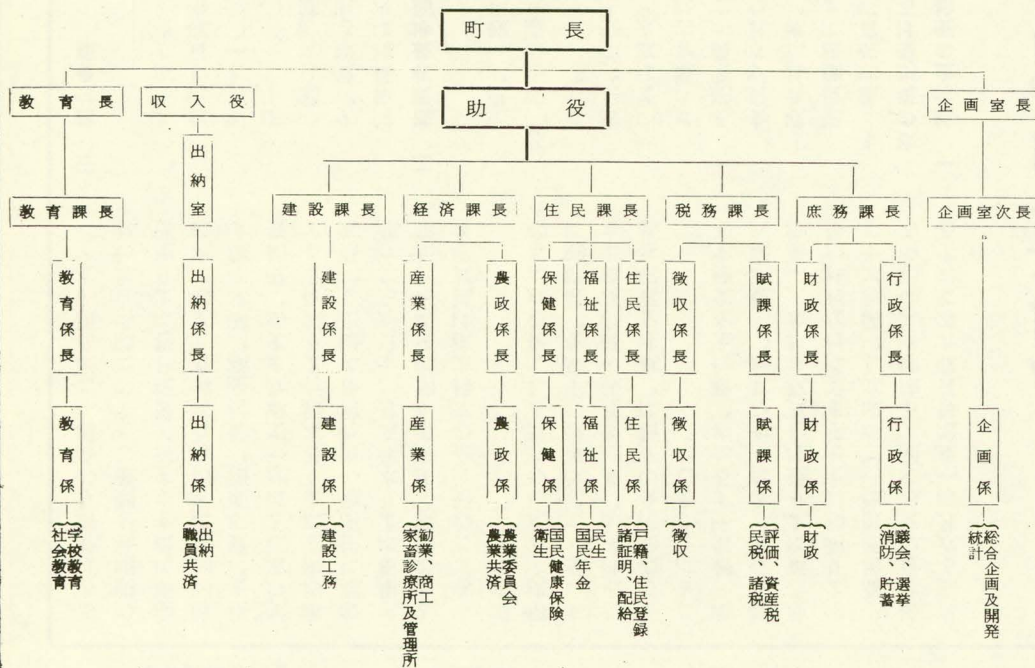 町長
教育長
収入役
助役
企画室長
出納室
教育課長
建設課長
経済課長
住民課長
税務課長
庶務課長
企画室次長
教育係長
出納係長
建設係長
産業係長
農政係長
保健係長
福祉係長
住民係長
徴収係長
賦課係長
財政係長
行政係長
教育係
出納係
建設係
産業係
農政係
保健係
福祉係
住民係
徴収係
賦課係
財政係
行政係
企画係
学校教育
社会教育
出納
職員共済
建設工務
勧業、商工
家畜診療所及管理所
農業委員会
農業共済
国民健康保険
衛生
民生
国民年金
戸籍、住民登録
諸証明、配給
徴収
評価、資産税
民税、諸税
財政
議会、選挙
消防、貯蓄
総合企画及開発
統計